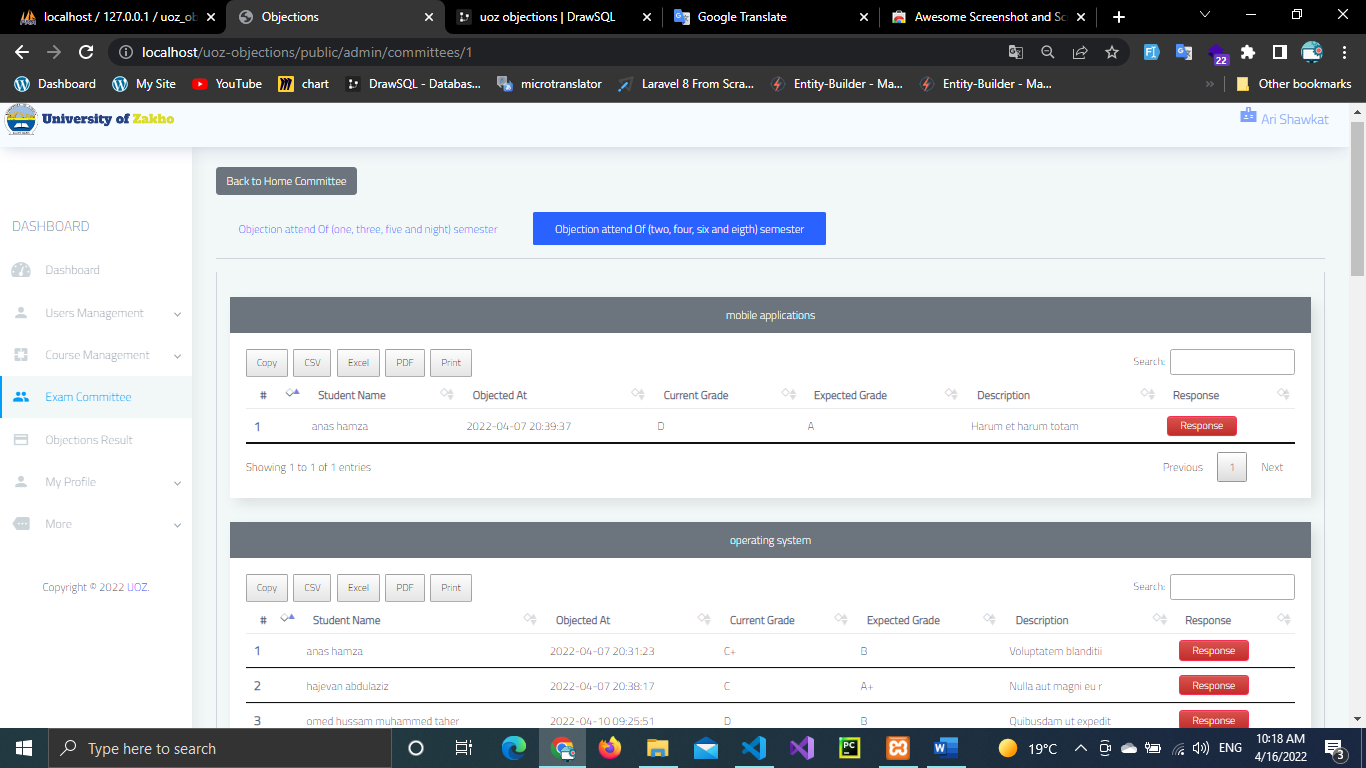 localhost / 127.0.0.1 / uoz_ob
Objections
uoz objections | DrawSQL
Google Translate
Awesome Screenshot and Sc
localhost/uoz-objections/public/admin/committees/1
22
Dashboard
My Site
YouTube
chart
DrawSQL - Databas...
microtranslator
Laravel 8 From Scra...
Entity-Builder - Ma...
Entity-Builder - Ma...
»
Other bookmarks
University of Zakho
Ari Shawkat
Back to Home Committee
DASHBOARD
Objection attend Of (one, three, five and night) semester
Objection attend Of (two, four, six and eigth) semester
Dashboard
Users Management
Course Management
Exam Committee
Objections Result
My Profile
More
Copyright © 2022 UOZ.
mobile applications
Copy CSV Excel PDF Print Search:
# Student Name Objected At Current Grade Expected Grade Description Response
1 anas hamza 2022-04-07 20:39:37 D A Harum et harum totam Response
Showing 1 to 1 of 1 entries Previous 1 Next
operating system
Copy CSV Excel PDF Print Search:
# Student Name Objected At Current Grade Expected Grade Description Response
1 anas hamza 2022-04-07 20:31:23 C+ B Voluptatem blanditii Response
2 hajevan abdulaziz 2022-04-07 20:38:17 C A+ Nulla aut magni eu r Response
3 omed hussam muhammed taher 2022-04-10 09:25:51 D B Quibusdam ut expedit Response
Type here to search
PC
W
19°C
ENG
10:18 AM
4/16/2022
3